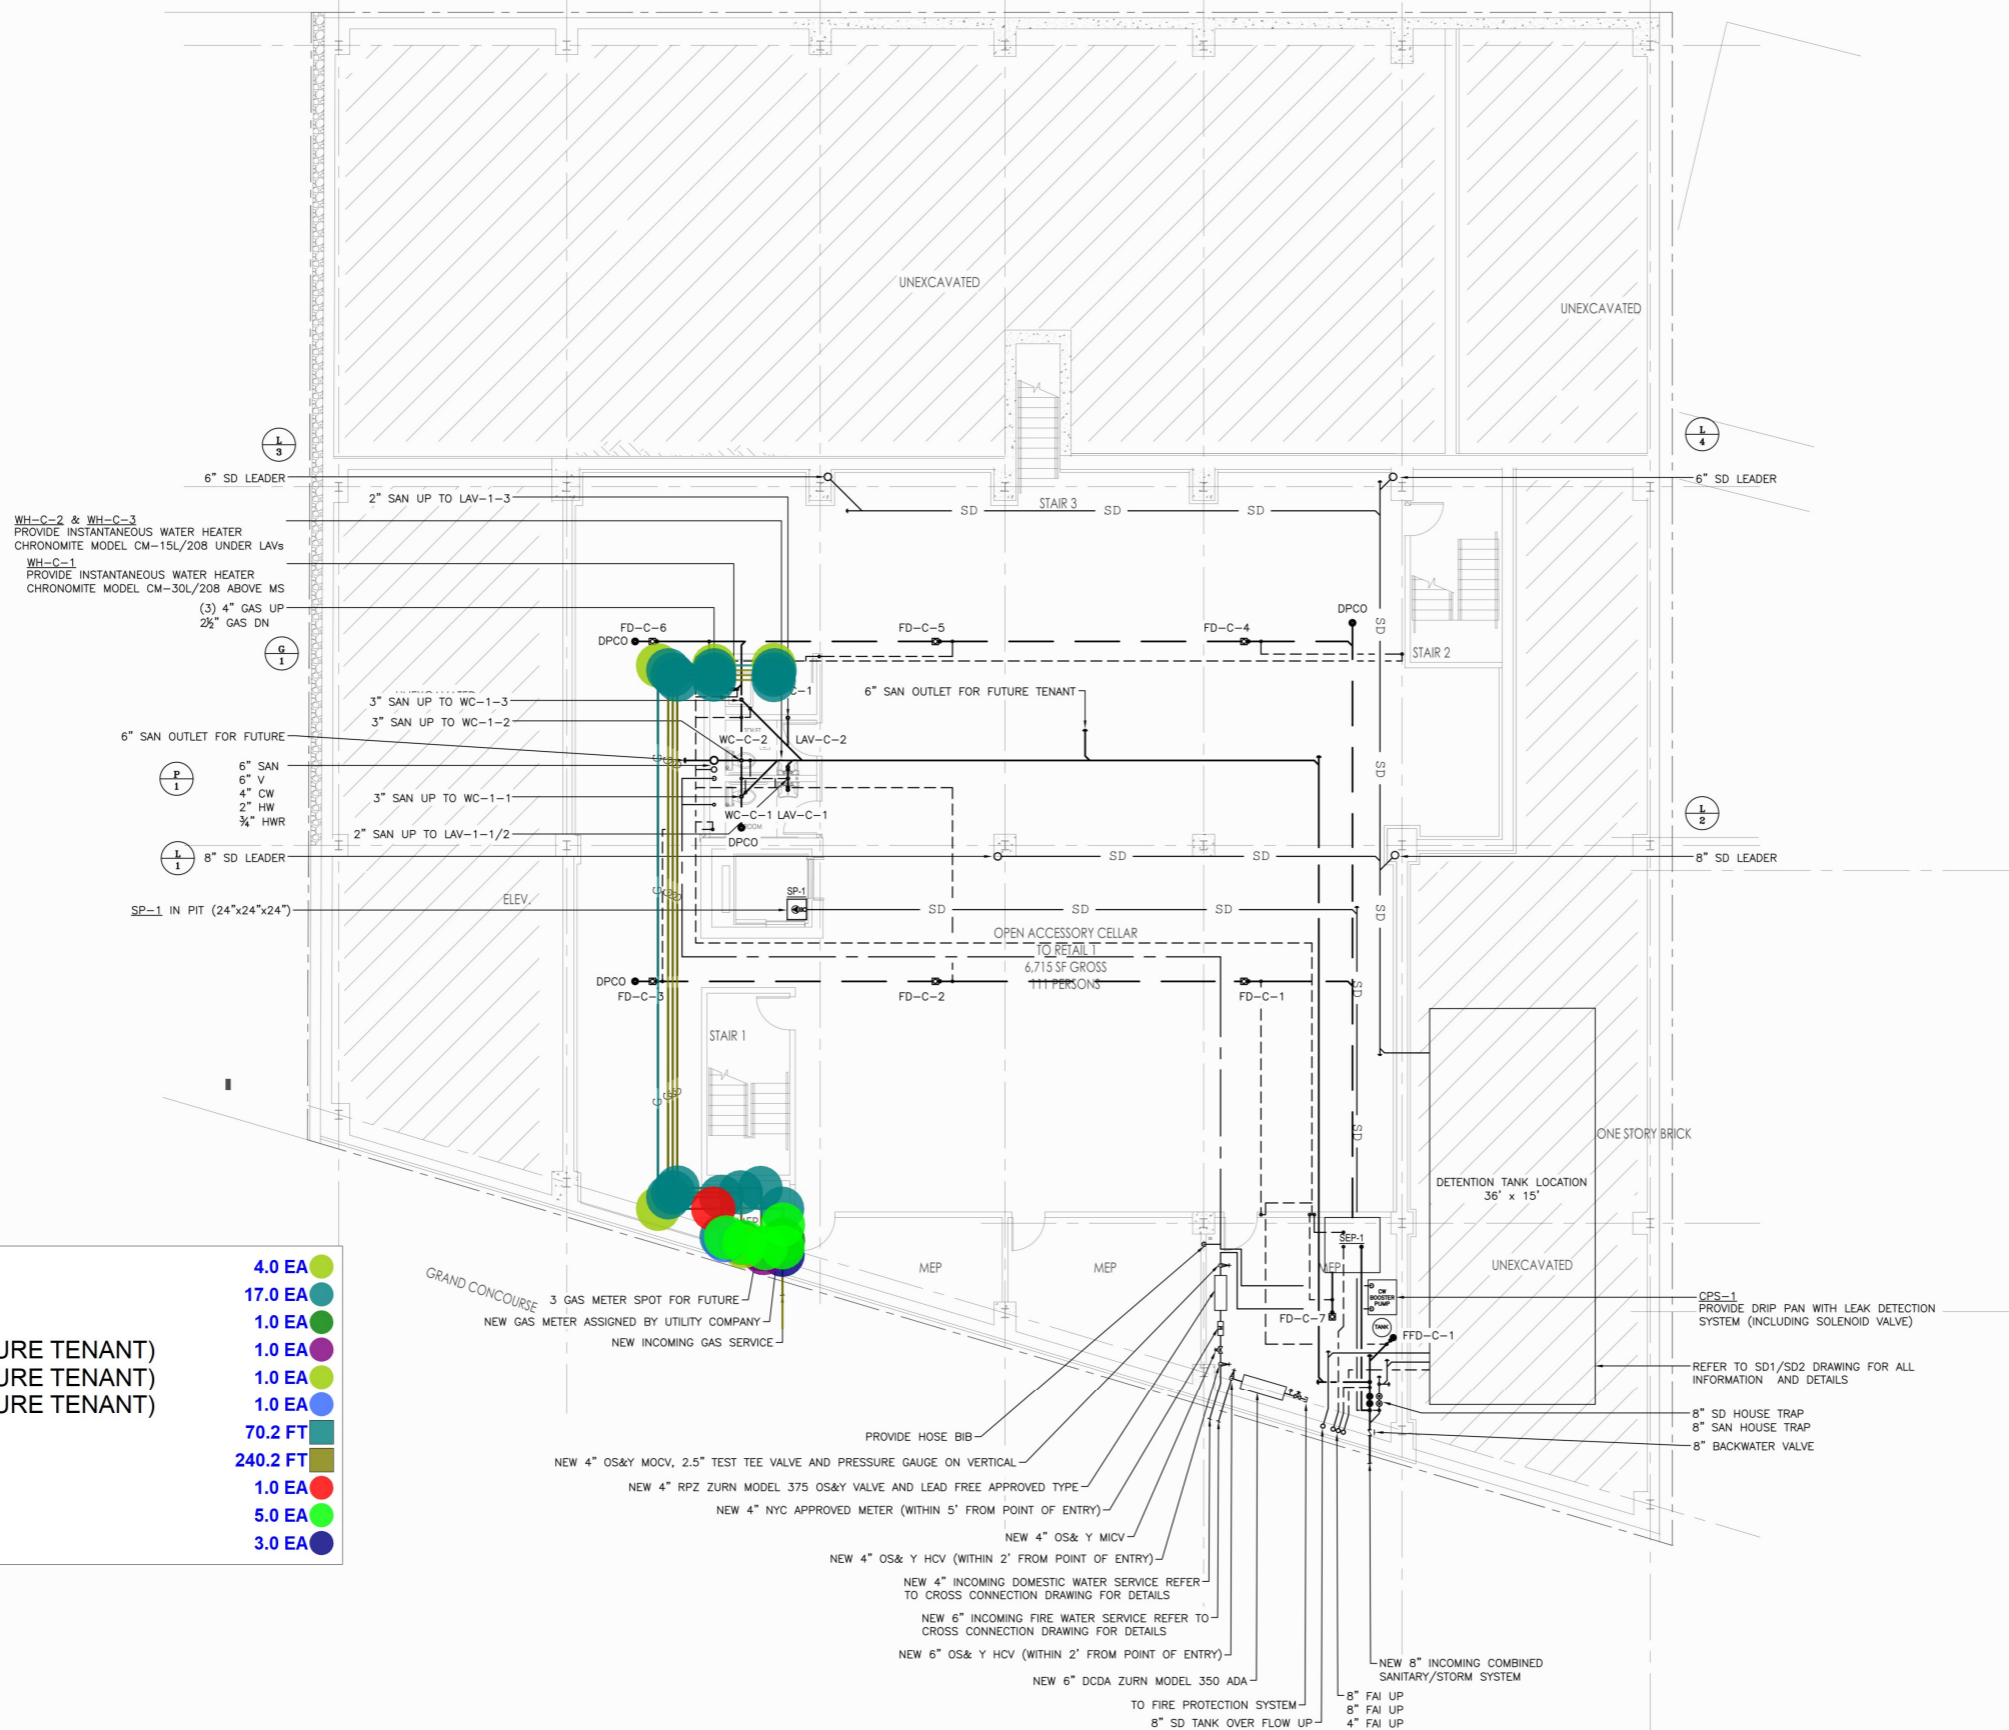 UNEXCAVATED
UNEXCAVATED
L
3
L
4
6" SD LEADER
6" SD LEADER
2" SAN UP TO LAV-1-3
STAIR 3
SD
SD
SD
WH-C-2 & WH-C-3
PROVIDE INSTANTANEOUS WATER HEATER
CHRONOMITE MODEL CM-15L/208 UNDER LAVs
WH-C-1
PROVIDE INSTANTANEOUS WATER HEATER
CHRONOMITE MODEL CM-30L/208 ABOVE MS
(3) 4" GAS UP
2½" GAS DN
DPCO
SD
FD-C-6
FD-C-5
FD-C-4
DPCO
G
1
STAIR 2
C-1
3" SAN UP TO WC-1-3
6" SAN OUTLET FOR FUTURE TENANT
3" SAN UP TO WC-1-2
6" SAN OUTLET FOR FUTURE
WC-C-2
LAV-C-2
P
1
6" SAN
6" V
4" CW
2" HW
¾" HWR
SD
3" SAN UP TO WC-1-1
WC-C-1
LAV-C-1
L
2
2" SAN UP TO LAV-1-1/2
DPCO
L
1
8" SD LEADER
SD
SD
8" SD LEADER
ELEV.
SP-1
SP-1 IN PIT (24"x24"x24")
SD
SD
SD
SD
OPEN ACCESSORY CELLAR
TO RETAIL 1
6,715 SF GROSS
111 PERSONS
DPCO
FD-C-3
FD-C-2
FD-C-1
SD
STAIR 1
SD
ONE STORY BRICK
DETENTION TANK LOCATION
36' x 15'
SEP-1
GRAND CONCOURSE
MEP
MEP
MEP
UNEXCAVATED
4.0 EA
17.0 EA
1.0 EA
URE TENANT) 1.0 EA
URE TENANT) 1.0 EA
URE TENANT) 1.0 EA
70.2 FT
240.2 FT
1.0 EA
5.0 EA
3.0 EA
3 GAS METER SPOT FOR FUTURE
NEW GAS METER ASSIGNED BY UTILITY COMPANY
NEW INCOMING GAS SERVICE
CW
BOOSTER
PUMP
TANK
FD-C-7
FFD-C-1
CPS-1
PROVIDE DRIP PAN WITH LEAK DETECTION
SYSTEM (INCLUDING SOLENOID VALVE)
REFER TO SD1/SD2 DRAWING FOR ALL
INFORMATION AND DETAILS
8" SD HOUSE TRAP
8" SAN HOUSE TRAP
8" BACKWATER VALVE
PROVIDE HOSE BIB
NEW 4" OS&Y MOCV, 2.5" TEST TEE VALVE AND PRESSURE GAUGE ON VERTICAL
NEW 4" RPZ ZURN MODEL 375 OS&Y VALVE AND LEAD FREE APPROVED TYPE
NEW 4" NYC APPROVED METER (WITHIN 5' FROM POINT OF ENTRY)
NEW 4" OS& Y MICV
NEW 4" OS& Y HCV (WITHIN 2' FROM POINT OF ENTRY)
NEW 4" INCOMING DOMESTIC WATER SERVICE REFER
TO CROSS CONNECTION DRAWING FOR DETAILS
NEW 6" INCOMING FIRE WATER SERVICE REFER TO
CROSS CONNECTION DRAWING FOR DETAILS
NEW 6" OS& Y HCV (WITHIN 2' FROM POINT OF ENTRY)
NEW 6" DCDA ZURN MODEL 350 ADA
TO FIRE PROTECTION SYSTEM
8" SD TANK OVER FLOW UP
NEW 8" INCOMING COMBINED
SANITARY/STORM SYSTEM
8" FAI UP
8" FAI UP
4" FAI UP